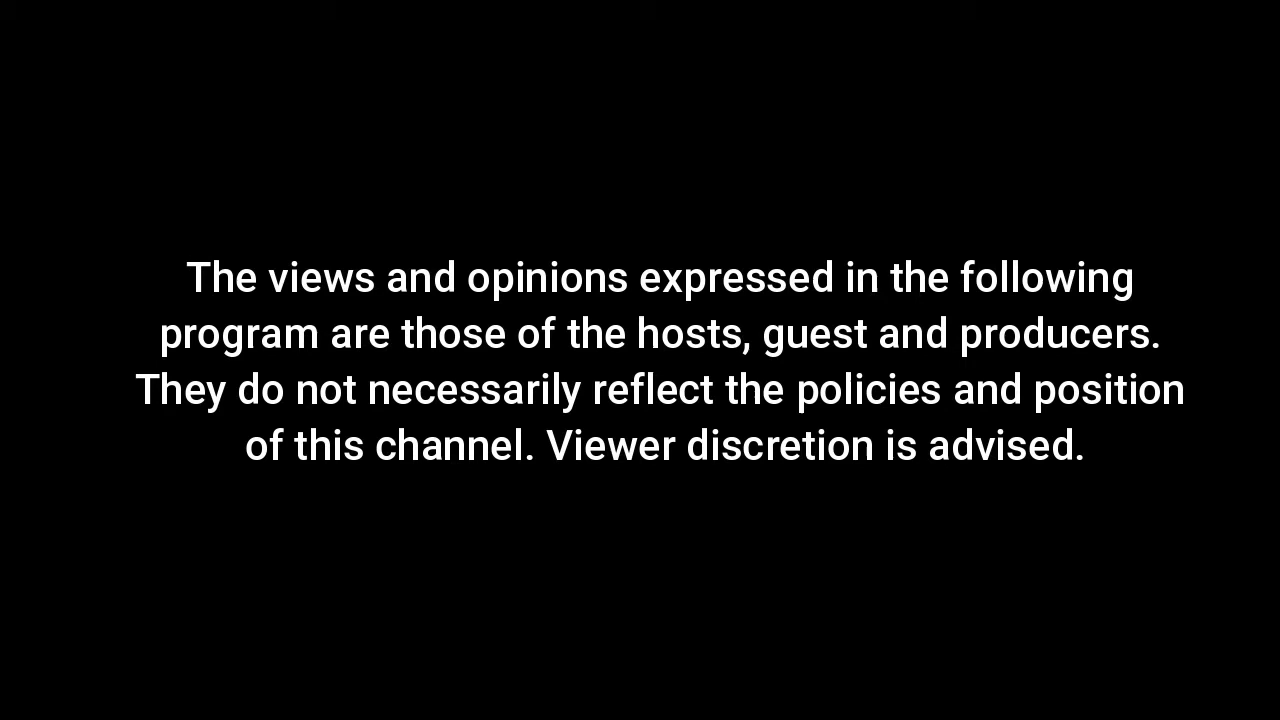 The views and opinions expressed in the following
program are those of the hosts, guest and producers.
They do not necessarily reflect the policies and position
of this channel. Viewer discretion is advised.